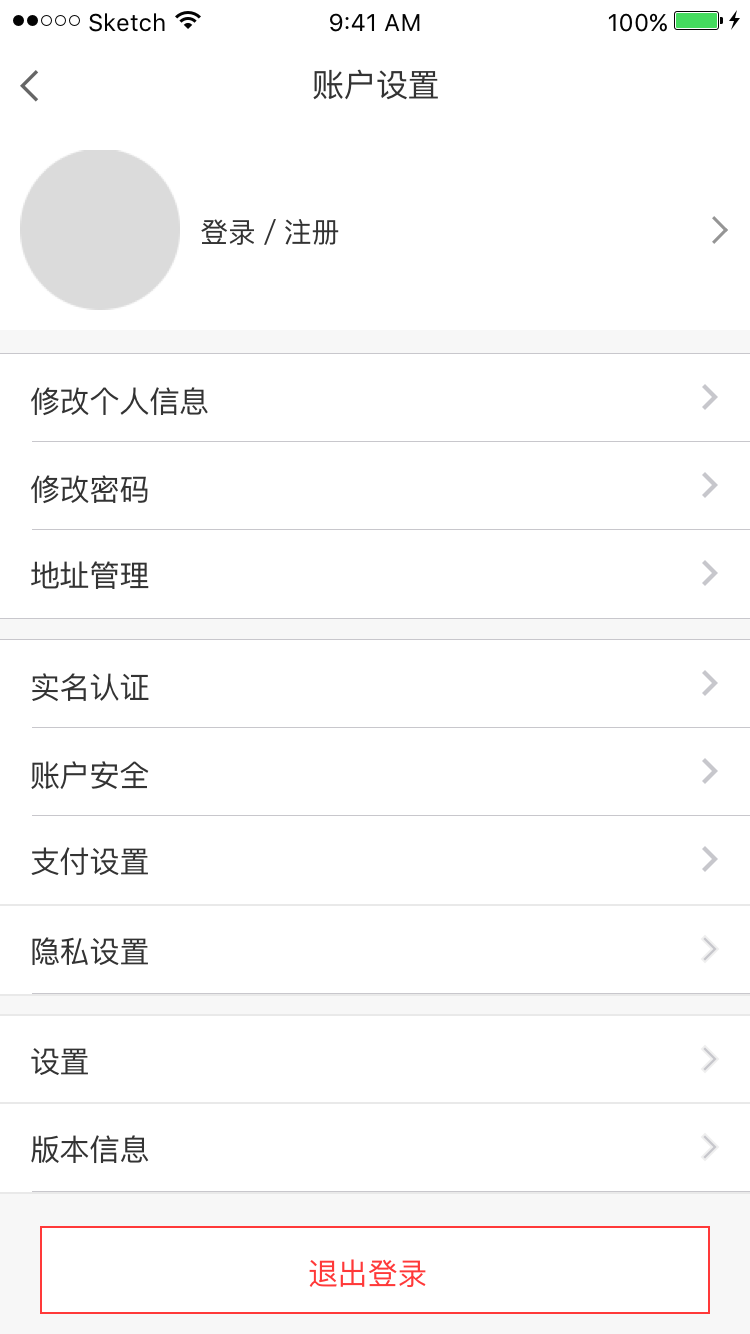 Sketch 9:41 AM 100%
账户设置
登录 / 注册
修改个人信息
修改密码
地址管理
实名认证
账户安全
支付设置
隐私设置
设置
版本信息
退出登录